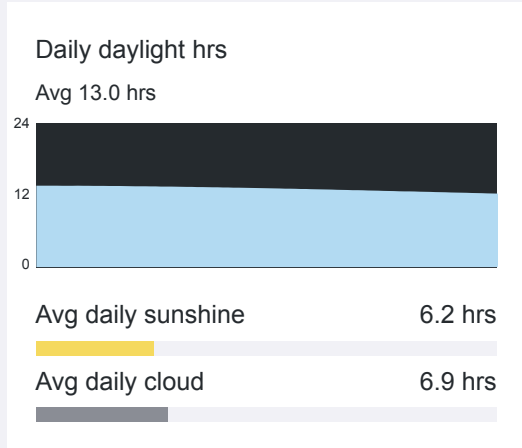 Daily daylight hrs
Avg 13.0 hrs
24
12
0
Avg daily sunshine 6.2 hrs
Avg daily cloud 6.9 hrs